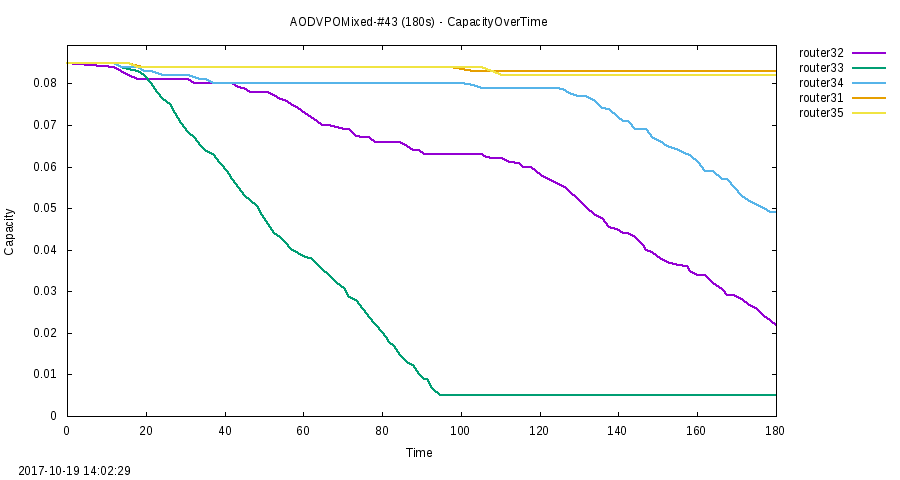 AODVPOMixed-#43 (180s) - CapacityOverTime
router32
router33
router34
router31
router35
0.08
0.07
0.06
0.05
0.04
0.03
0.02
0.01
0
Capacity
0 20 40 60 80 100 120 140 160 180
Time
2017-10-19 14:02:29